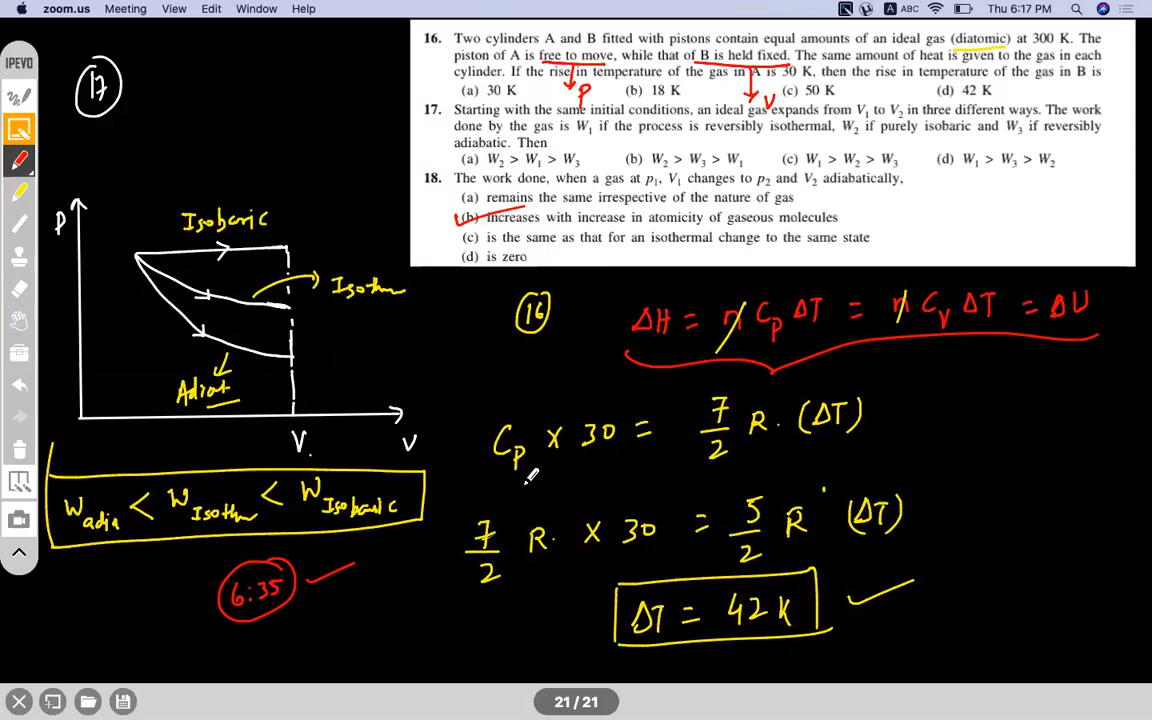 zoom.us Meeting View Edit Window Help
ABC Thu 6:17 PM
IPEVO
17
16. Two cylinders A and B fitted with pistons contain equal amounts of an ideal gas (diatomic) at 300 K. The
piston of A is free to move, while that of B is held fixed. The same amount of heat is given to the gas in each
cylinder. If the rise in temperature of the gas in A is 30 K, then the rise in temperature of the gas in B is
P
V
(a) 30 K (b) 18 K (c) 50 K (d) 42 K
17. Starting with the same initial conditions, an ideal gas expands from V₁ to V₂ in three different ways. The work
done by the gas is W₁ if the process is reversibly isothermal, W₂ if purely isobaric and W₃ if reversibly
adiabatic. Then
(a) W₂ > W₁ > W₃ (b) W₂ > W₃ > W₁ (c) W₁ > W₂ > W₃ (d) W₁ > W₃ > W₂
18. The work done, when a gas at p₁, V₁ changes to p₂ and V₂ adiabatically,
(a) remains the same irrespective of the nature of gas
(b) increases with increase in atomicity of gaseous molecules
(c) is the same as that for an isothermal change to the same state
(d) is zero
P
Isobaric
Isothm
Adiat
V.
V
W adia < W Isothm < W Isobaric
6:35
16
ΔH = n Cp ΔT = n Cv ΔT = ΔU
Cp × 30 = 7/2 R. (ΔT)
7/2 R. × 30 = 5/2 R (ΔT)
ΔT = 42 K
21 / 21